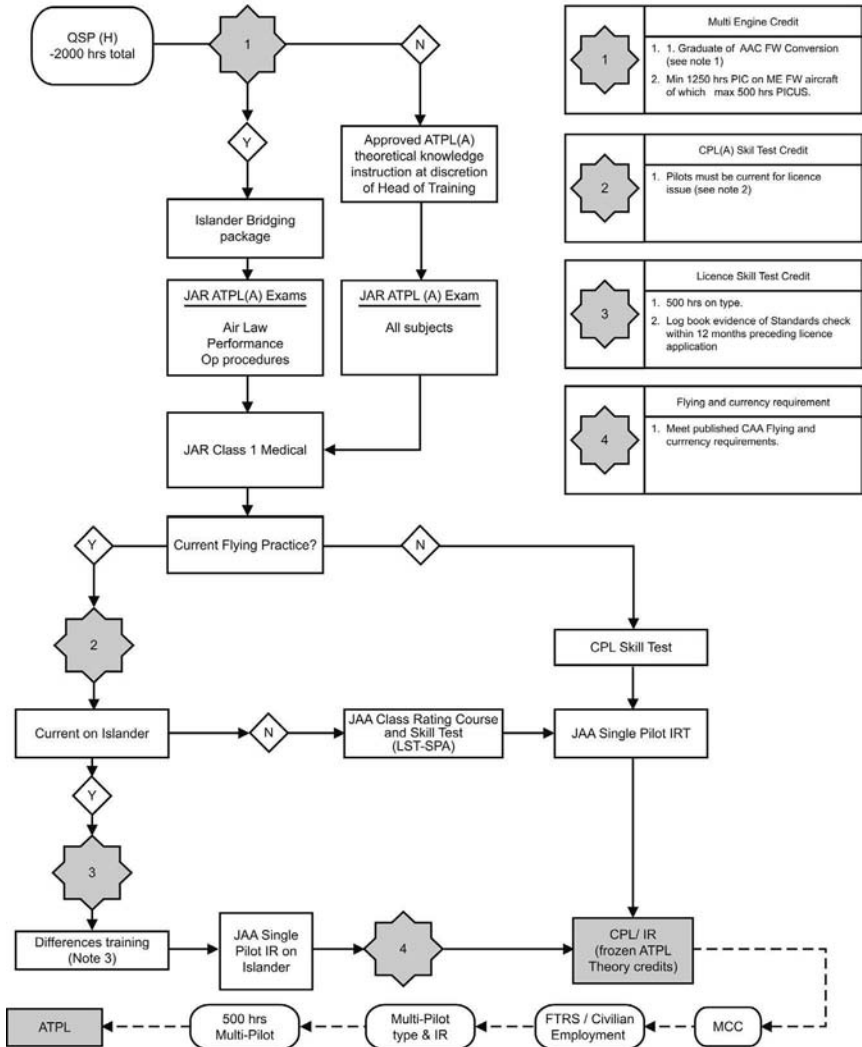 QSP (H)
-2000 hrs total
1
N
Y
Approved ATPL(A)
theoretical knowledge
instruction at discretion
of Head of Training
Islander Bridging
package
JAR ATPL(A) Exams
Air Law
Performance
Op procedures
JAR ATPL (A) Exam
All subjects
JAR Class 1 Medical
Current Flying Practice?
Y
N
2
CPL Skill Test
Current on Islander
N
JAA Class Rating Course
and Skill Test
(LST-SPA)
JAA Single Pilot IRT
Y
3
Differences training
(Note 3)
JAA Single
Pilot IR on
Islander
4
CPL/ IR
(frozen ATPL
Theory credits)
ATPL
500 hrs
Multi-Pilot
Multi-Pilot
type & IR
FTRS / Civilian
Employment
MCC
1
Multi Engine Credit
1. 1. Graduate of AAC FW Conversion
(see note 1)
2. Min 1250 hrs PIC on ME FW aircraft
of which max 500 hrs PICUS.
2
CPL(A) Skil Test Credit
1. Pilots must be current for licence
issue (see note 2)
3
Licence Skill Test Credit
1. 500 hrs on type.
2. Log book evidence of Standards check
within 12 months preceding licence
application
4
Flying and currency requirement
1. Meet published CAA Flying and
currrency requirements.